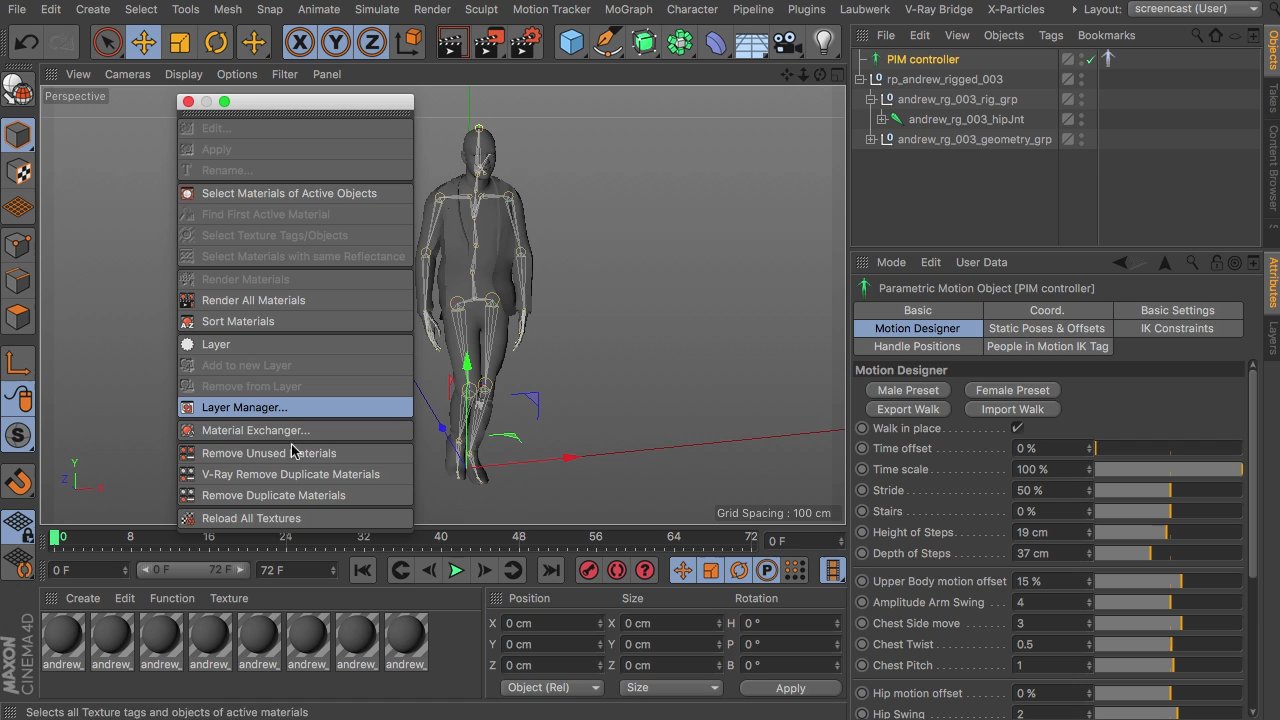 File Edit Create Select Tools Mesh Snap Animate Simulate Render Sculpt Motion Tracker MoGraph Character Pipeline Plugins Laubwerk V-Ray Bridge X-Particles Layout: screencast (User)
X Y Z
File Edit View Objects Tags Bookmarks
PIM controller
rp_andrew_rigged_003
andrew_rg_003_rig_grp
andrew_rg_003_hipJnt
andrew_rg_003_geometry_grp
Objects
Takes
Content Browser
View Cameras Display Options Filter Panel
Perspective
Edit...
Apply
Rename...
Select Materials of Active Objects
Find First Active Material
Select Texture Tags/Objects
Select Materials with same Reflectance
Render Materials
Render All Materials
Sort Materials
Layer
Add to new Layer
Remove from Layer
Layer Manager...
Material Exchanger...
Remove Unused Materials
V-Ray Remove Duplicate Materials
Remove Duplicate Materials
Reload All Textures
Y
Z
X
Grid Spacing : 100 cm
0 8 16 24 32 40 48 56 64 72 0 F
0 F 0 F 72 F 72 F
Create Edit Function Texture
andrew_ andrew_ andrew_ andrew_ andrew_ andrew_ andrew_ andrew_
Position Size Rotation
X 0 cm X 0 cm H 0 °
Y 0 cm Y 0 cm P 0 °
Z 0 cm Z 0 cm B 0 °
Object (Rel) Size Apply
MAXON
CINEMA 4D
Selects all Texture tags and objects of active materials
Mode Edit User Data
Attributes
Layers
Parametric Motion Object [PIM controller]
Basic Coord. Basic Settings
Motion Designer Static Poses & Offsets IK Constraints
Handle Positions People in Motion IK Tag
Motion Designer
Male Preset Female Preset
Export Walk Import Walk
Walk in place
Time offset 0 %
Time scale 100 %
Stride 50 %
Stairs 0 %
Height of Steps 19 cm
Depth of Steps 37 cm
Upper Body motion offset 15 %
Amplitude Arm Swing 4
Chest Side move 3
Chest Twist 0.5
Chest Pitch 1
Hip motion offset 0 %
Hip Swing 2